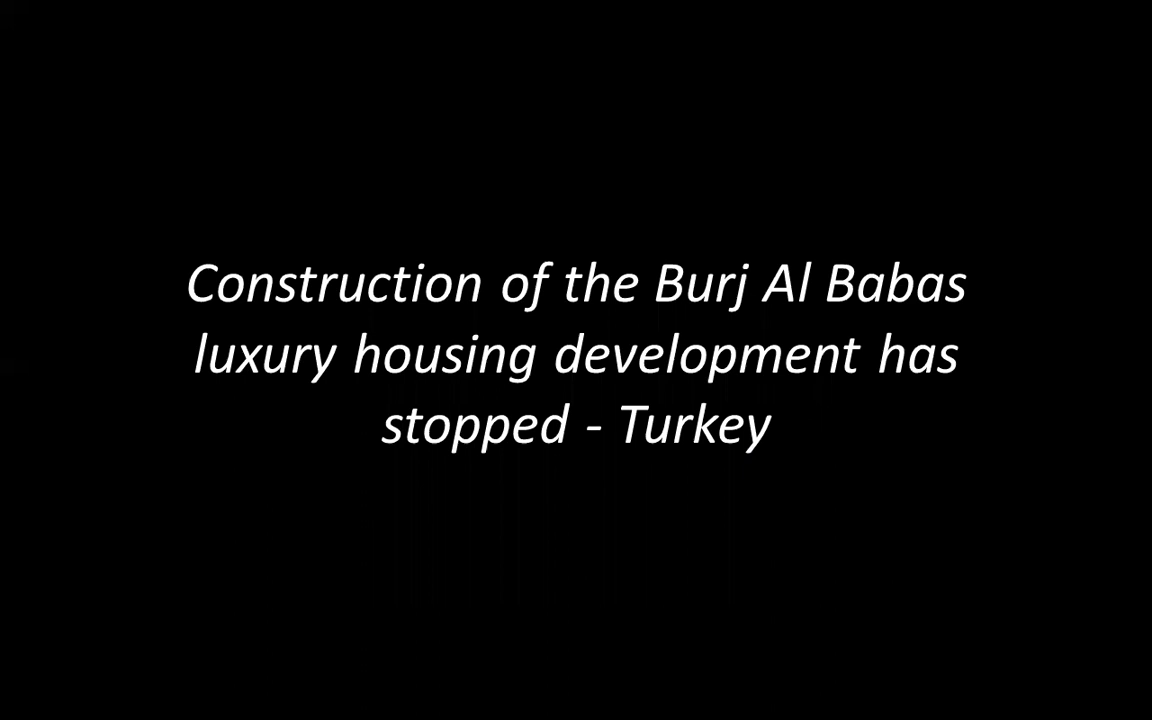 Construction of the Burj Al Babas
luxury housing development has
stopped - Turkey